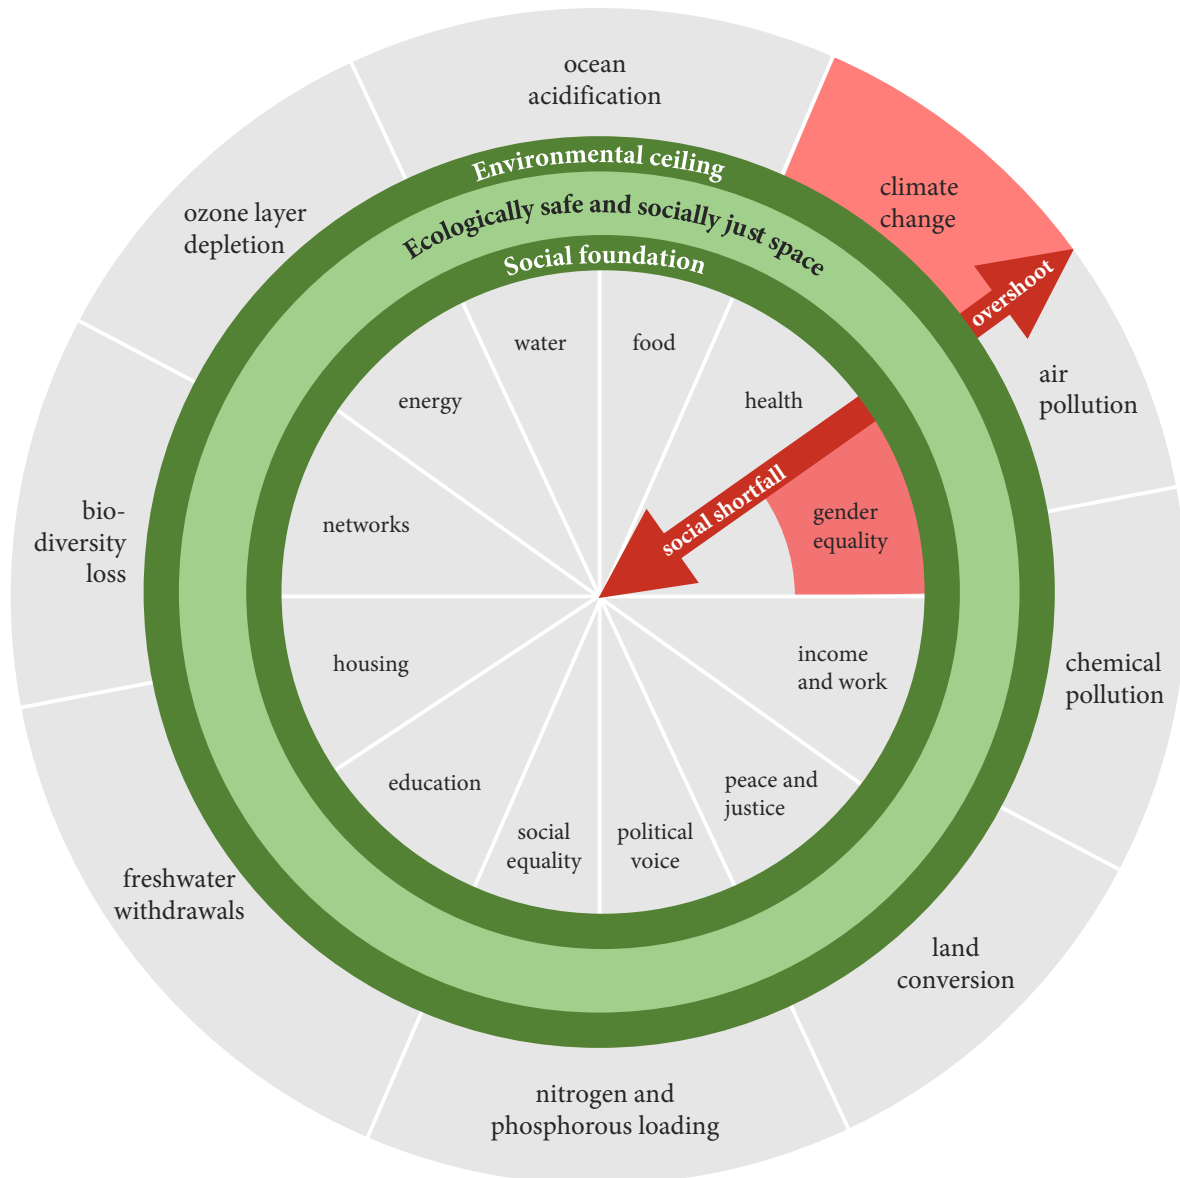 ocean
acidification
climate
change
overshoot
air
pollution
chemical
pollution
land
conversion
nitrogen and
phosphorous loading
freshwater
withdrawals
bio-
diversity
loss
ozone layer
depletion
Environmental ceiling
Ecologically safe and socially just space
Social foundation
water
food
health
social shortfall
gender
equality
income
and work
peace and
justice
political
voice
social
equality
education
housing
networks
energy